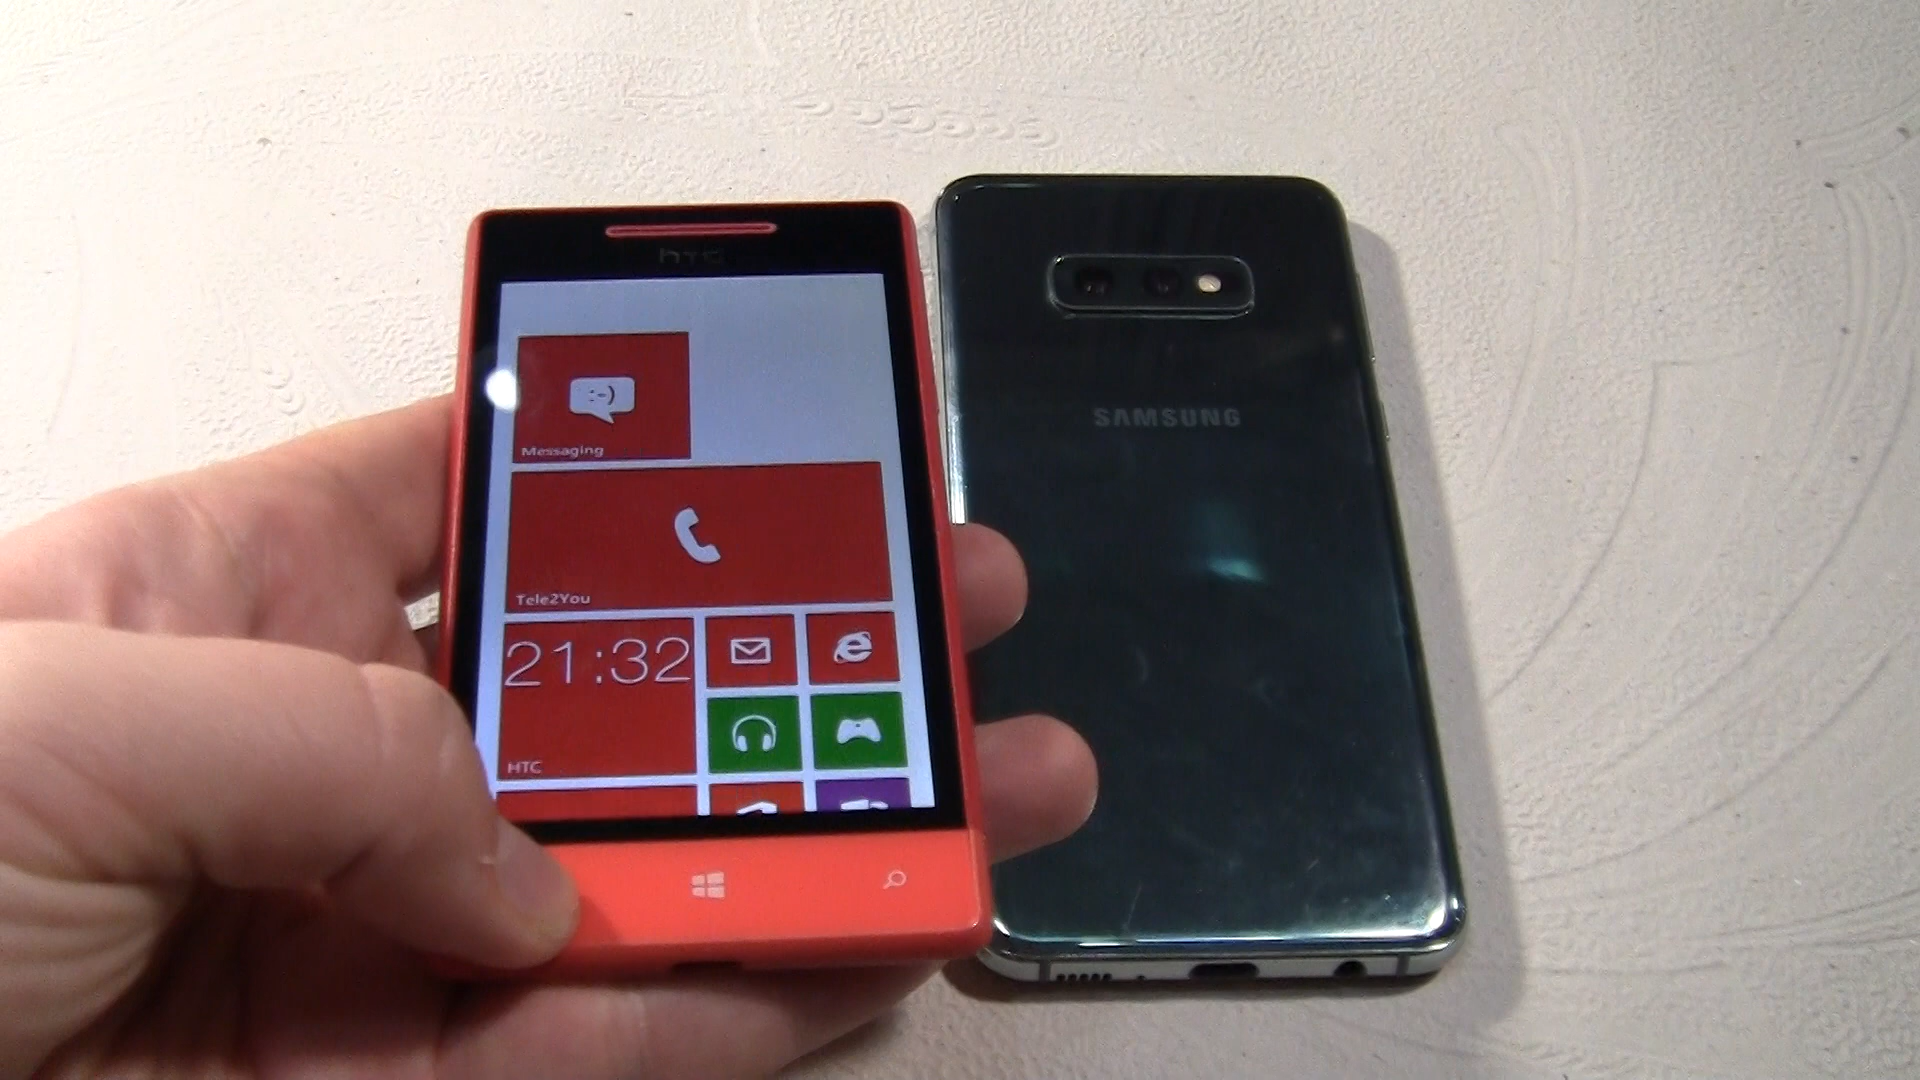 hTC
SAMSUNG
Messaging
Tele2You
21:32
HTC